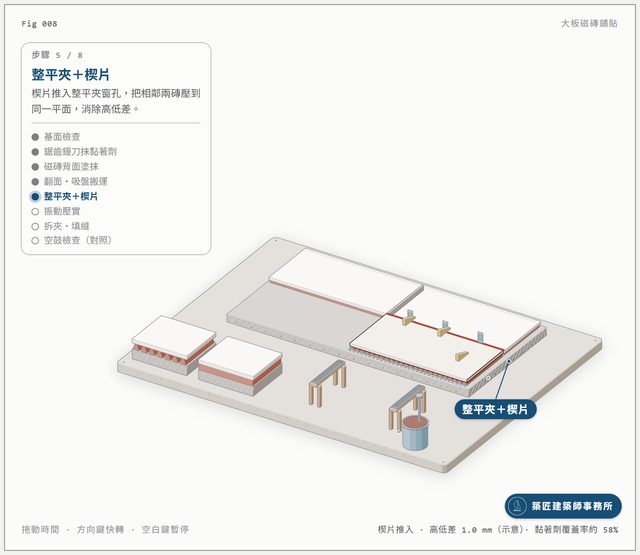 Fig 008
大板磁磚鋪貼
步驟 5 / 8
整平夾＋楔片
楔片推入整平夾窗孔，把相鄰兩磚壓到
同一平面，消除高低差。
基面檢查
鋸齒鏝刀抹黏著劑
磁磚背面塗抹
翻面・吸盤搬運
整平夾＋楔片
振動壓實
拆夾・填縫
空鼓檢查（對照）
整平夾＋楔片
築匠建築師事務所
拖動時間 · 方向鍵快轉 · 空白鍵暫停
楔片推入 · 高低差 1.0 mm（示意）· 黏著劑覆蓋率約 58%